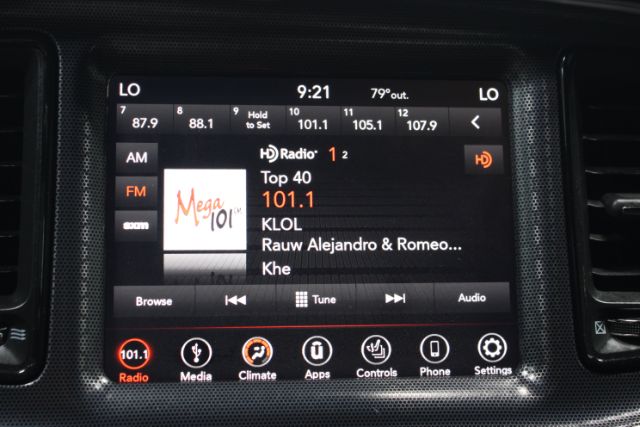 LO 9:21 79° out. LO
7 8 9 Hold to Set 10 11 12
87.9 88.1 101.1 105.1 107.9 <
AM HD Radio 1 2 HD
Top 40
FM Mega 101 FM 101.1
KLOL
Rauw Alejandro & Romeo...
Khe
Browse Tune Audio
101.1
Radio Media Climate Apps Controls Phone Settings